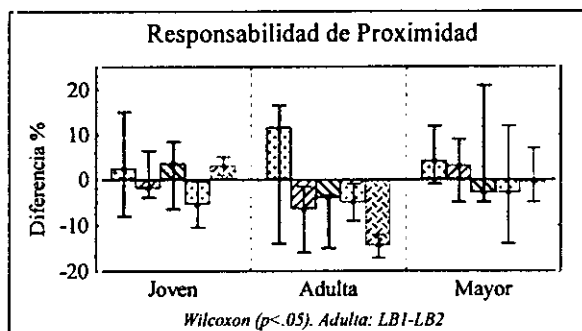 Responsabilidad de Proximidad
Diferencia %
20
10
0
-10
-20
Joven Adulta Mayor
Wilcoxon (p<.05). Adulta: LB1-LB2